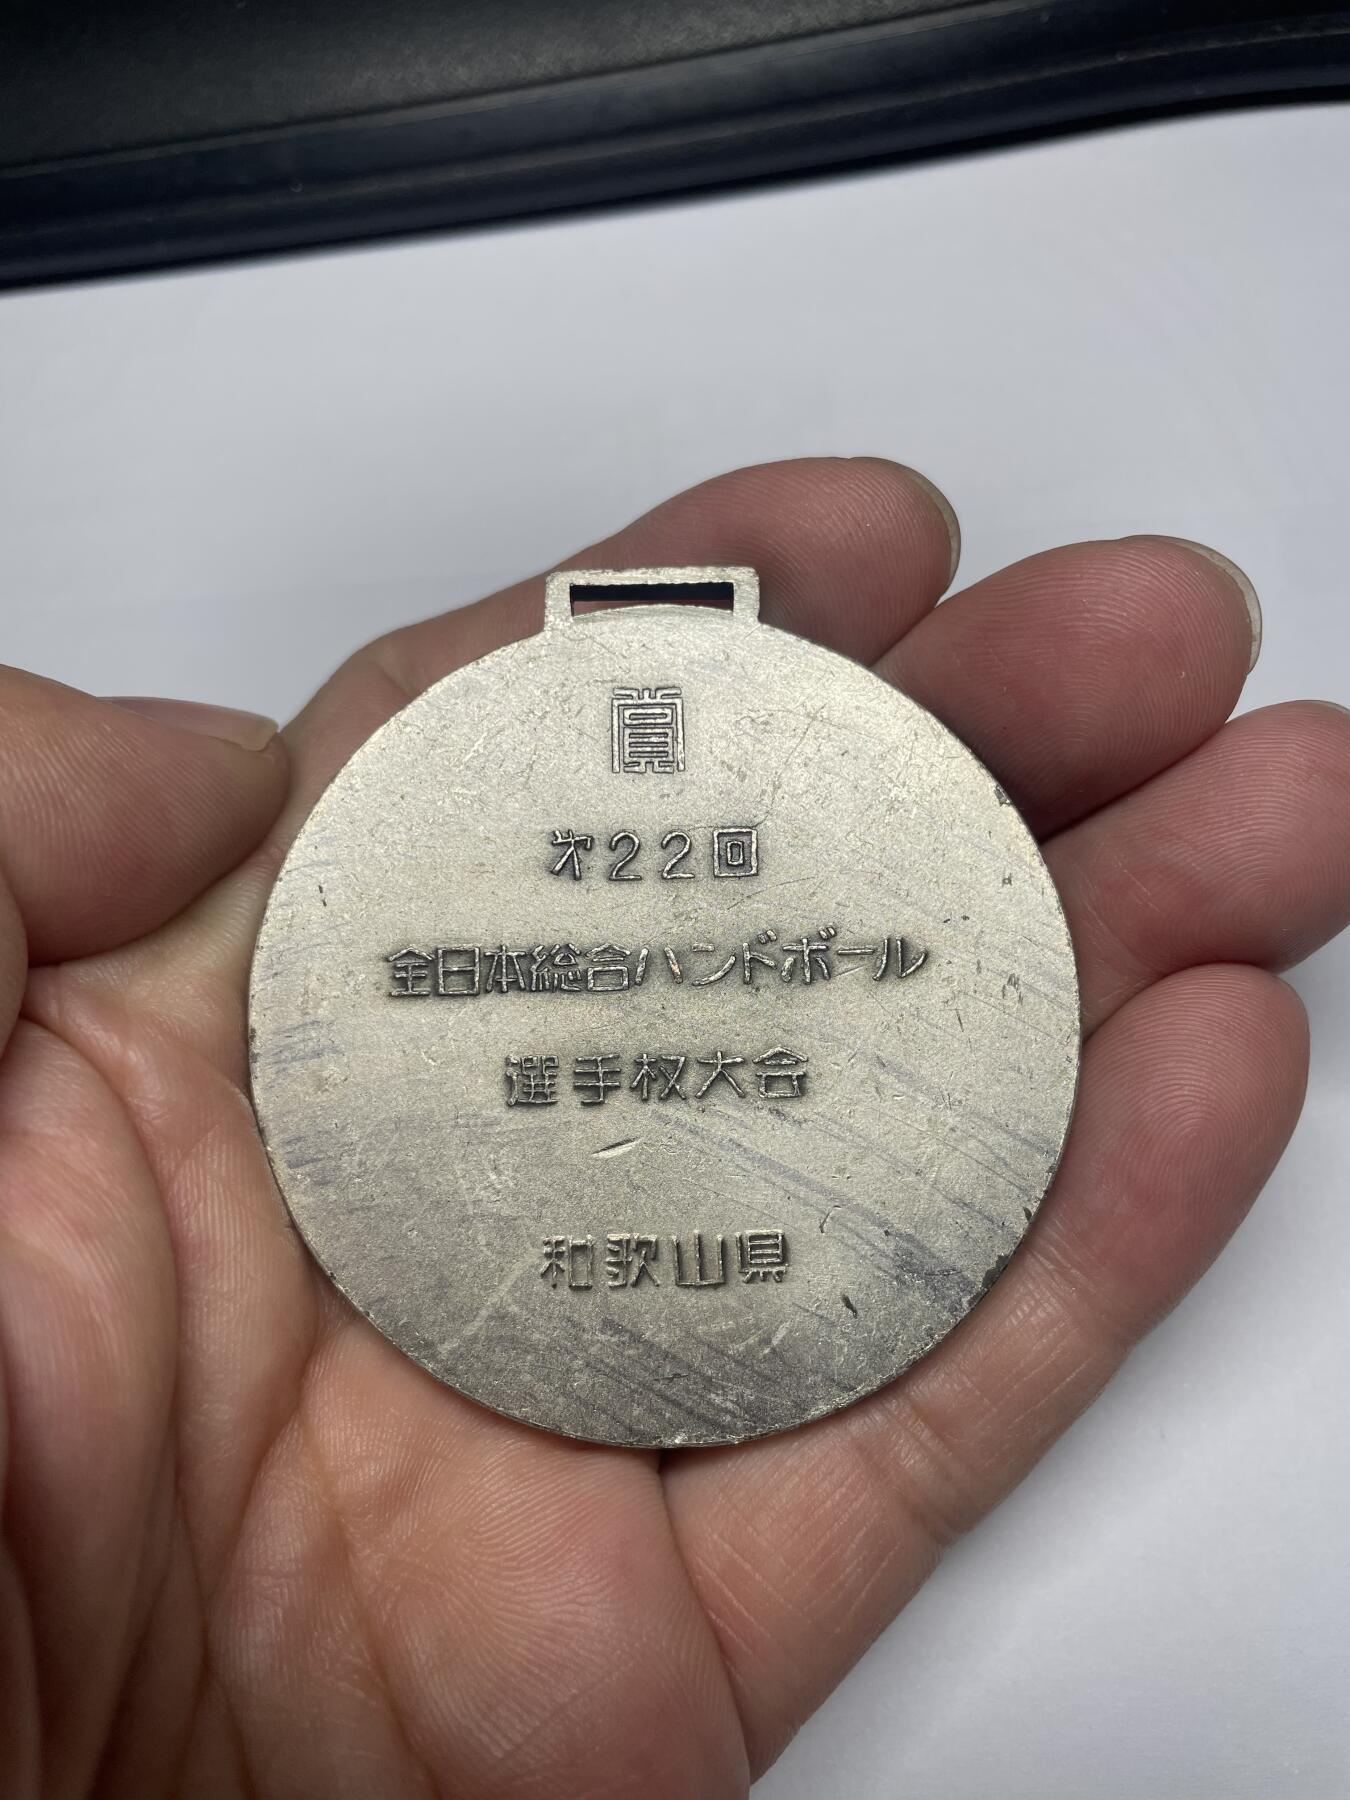 賞
㐧22回
全日本総合ハンドボール
選手权大会
和歌山県